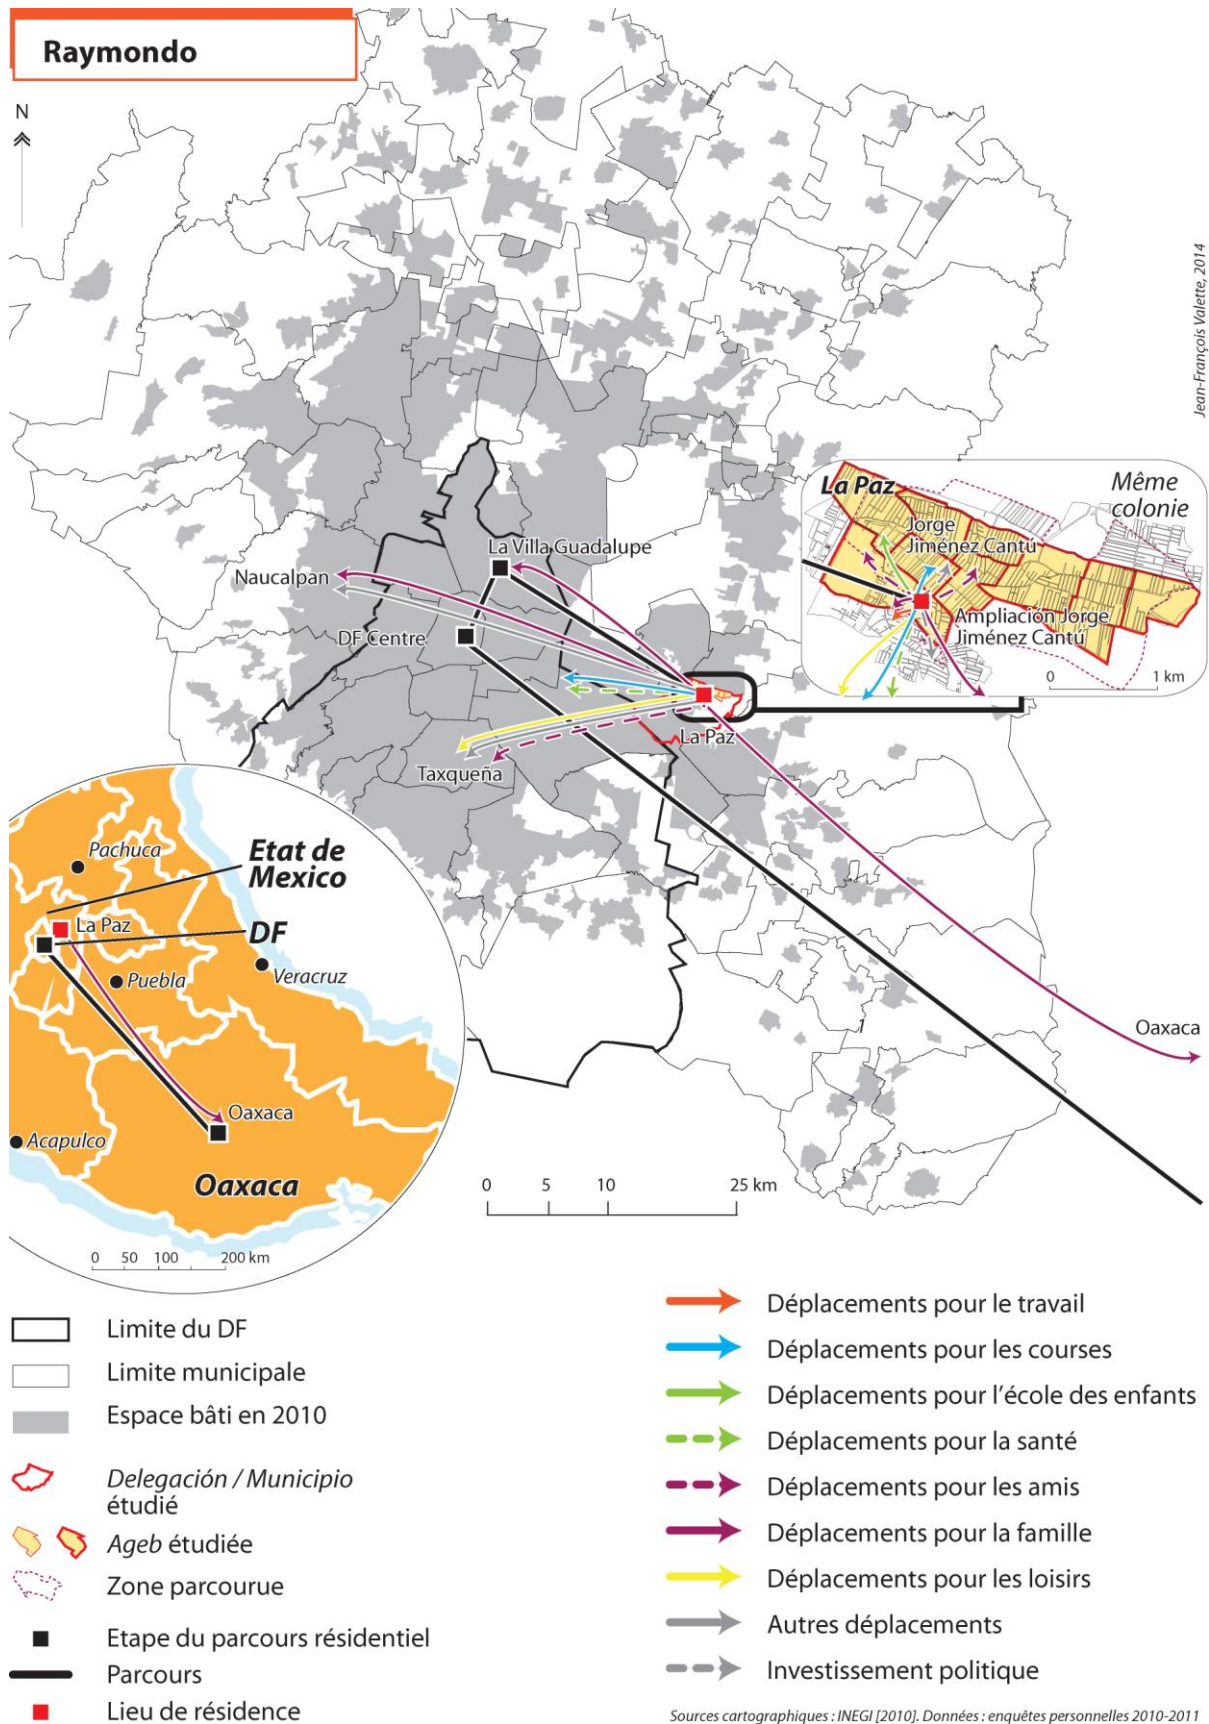 Raymondo
N
Jean-François Valette, 2014
La Paz
Même
colonie
Jorge
Jiménez Cantú
Ampliación Jorge
Jiménez Cantú
0 1 km
La Villa Guadalupe
Naucalpan
DF Centre
La Paz
Taxqueña
Etat de
Mexico
Pachuca
La Paz
DF
Puebla
Veracruz
Oaxaca
Acapulco
Oaxaca
0 50 100 200 km
1
Oaxaca
0 5 10 25 km
Limite du DF
Limite municipale
Espace bâti en 2010
Delegación / Municipio
étudié
Ageb étudiée
Zone parcourue
Etape du parcours résidentiel
Parcours
Lieu de résidence
Déplacements pour le travail
Déplacements pour les courses
Déplacements pour l'école des enfants
Déplacements pour la santé
Déplacements pour les amis
Déplacements pour la famille
Déplacements pour les loisirs
Autres déplacements
Investissement politique
Sources cartographiques : INEGI [2010]. Données : enquêtes personnelles 2010-2011